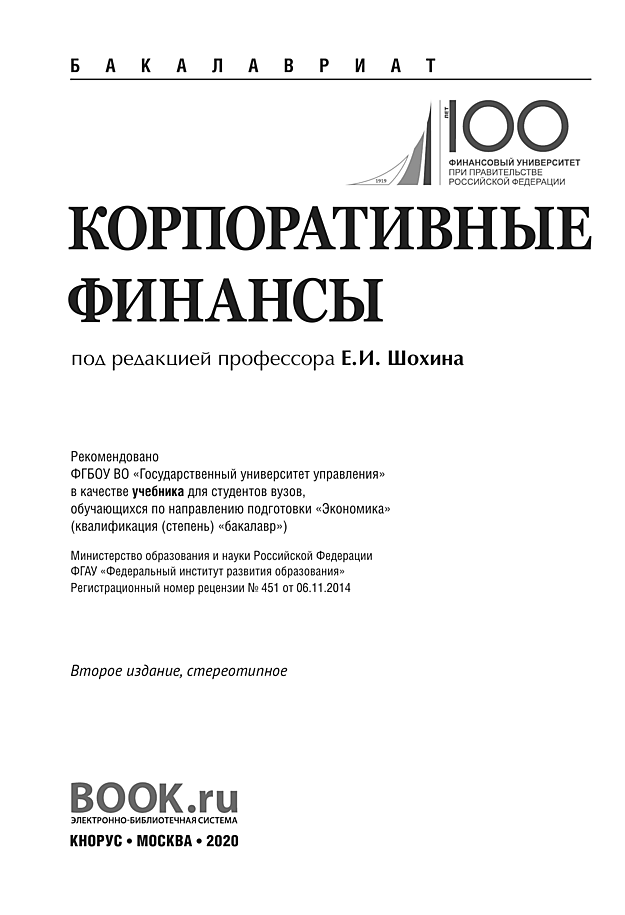 БАКАЛАВРИАТ
ЛЕТ
100
1919
ФИНАНСОВЫЙ УНИВЕРСИТЕТ
ПРИ ПРАВИТЕЛЬСТВЕ
РОССИЙСКОЙ ФЕДЕРАЦИИ
КОРПОРАТИВНЫЕ
ФИНАНСЫ
под редакцией профессора Е.И. Шохина
Рекомендовано
ФГБОУ ВО «Государственный университет управления»
в качестве учебника для студентов вузов,
обучающихся по направлению подготовки «Экономика»
(квалификация (степень) «бакалавр»)
Министерство образования и науки Российской Федерации
ФГАУ «Федеральный институт развития образования»
Регистрационный номер рецензии № 451 от 06.11.2014
Второе издание, стереотипное
BOOK.ru
ЭЛЕКТРОННО-БИБЛИОТЕЧНАЯ СИСТЕМА
КНОРУС • МОСКВА • 2020